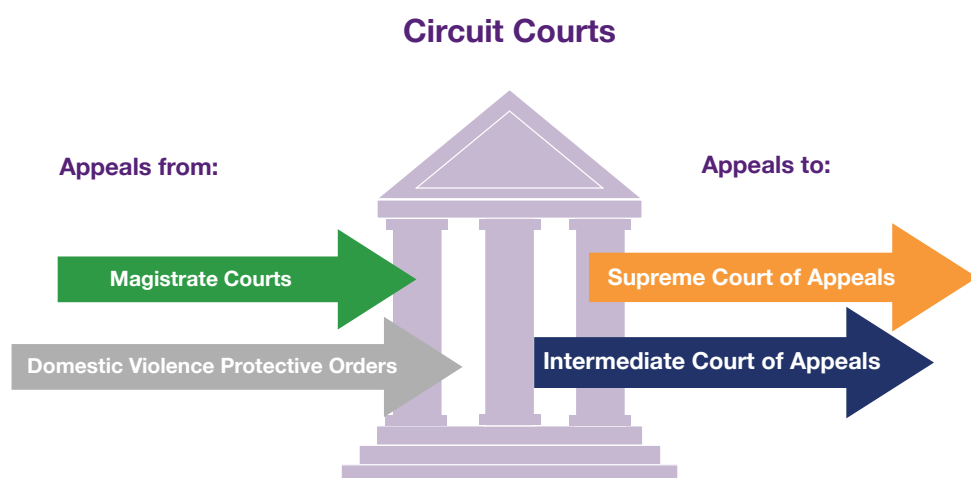 Circuit Courts
Appeals from:
Appeals to:
Magistrate Courts
Supreme Court of Appeals
Domestic Violence Protective Orders
Intermediate Court of Appeals